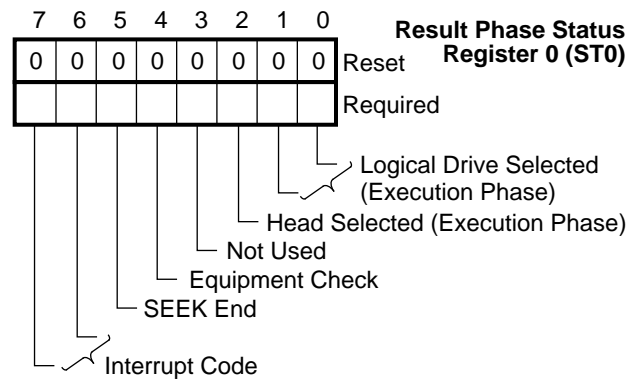 7 6 5 4 3 2 1 0
Result Phase Status
Register 0 (ST0)
0 0 0 0 0 0 0 0 Reset
Required
Logical Drive Selected
(Execution Phase)
Head Selected (Execution Phase)
Not Used
Equipment Check
SEEK End
Interrupt Code